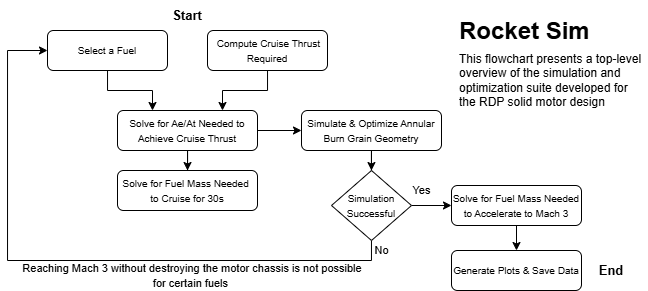 Start
Rocket Sim
This flowchart presents a top-level
overview of the simulation and
optimization suite developed for
the RDP solid motor design
Select a Fuel
Compute Cruise Thrust
Required
Solve for Ae/At Needed to
Achieve Cruise Thrust
Simulate & Optimize Annular
Burn Grain Geometry
Solve for Fuel Mass Needed
to Cruise for 30s
Simulation
Successful
Yes
No
Solve for Fuel Mass Needed
to Accelerate to Mach 3
Generate Plots & Save Data
End
Reaching Mach 3 without destroying the motor chassis is not possible
for certain fuels